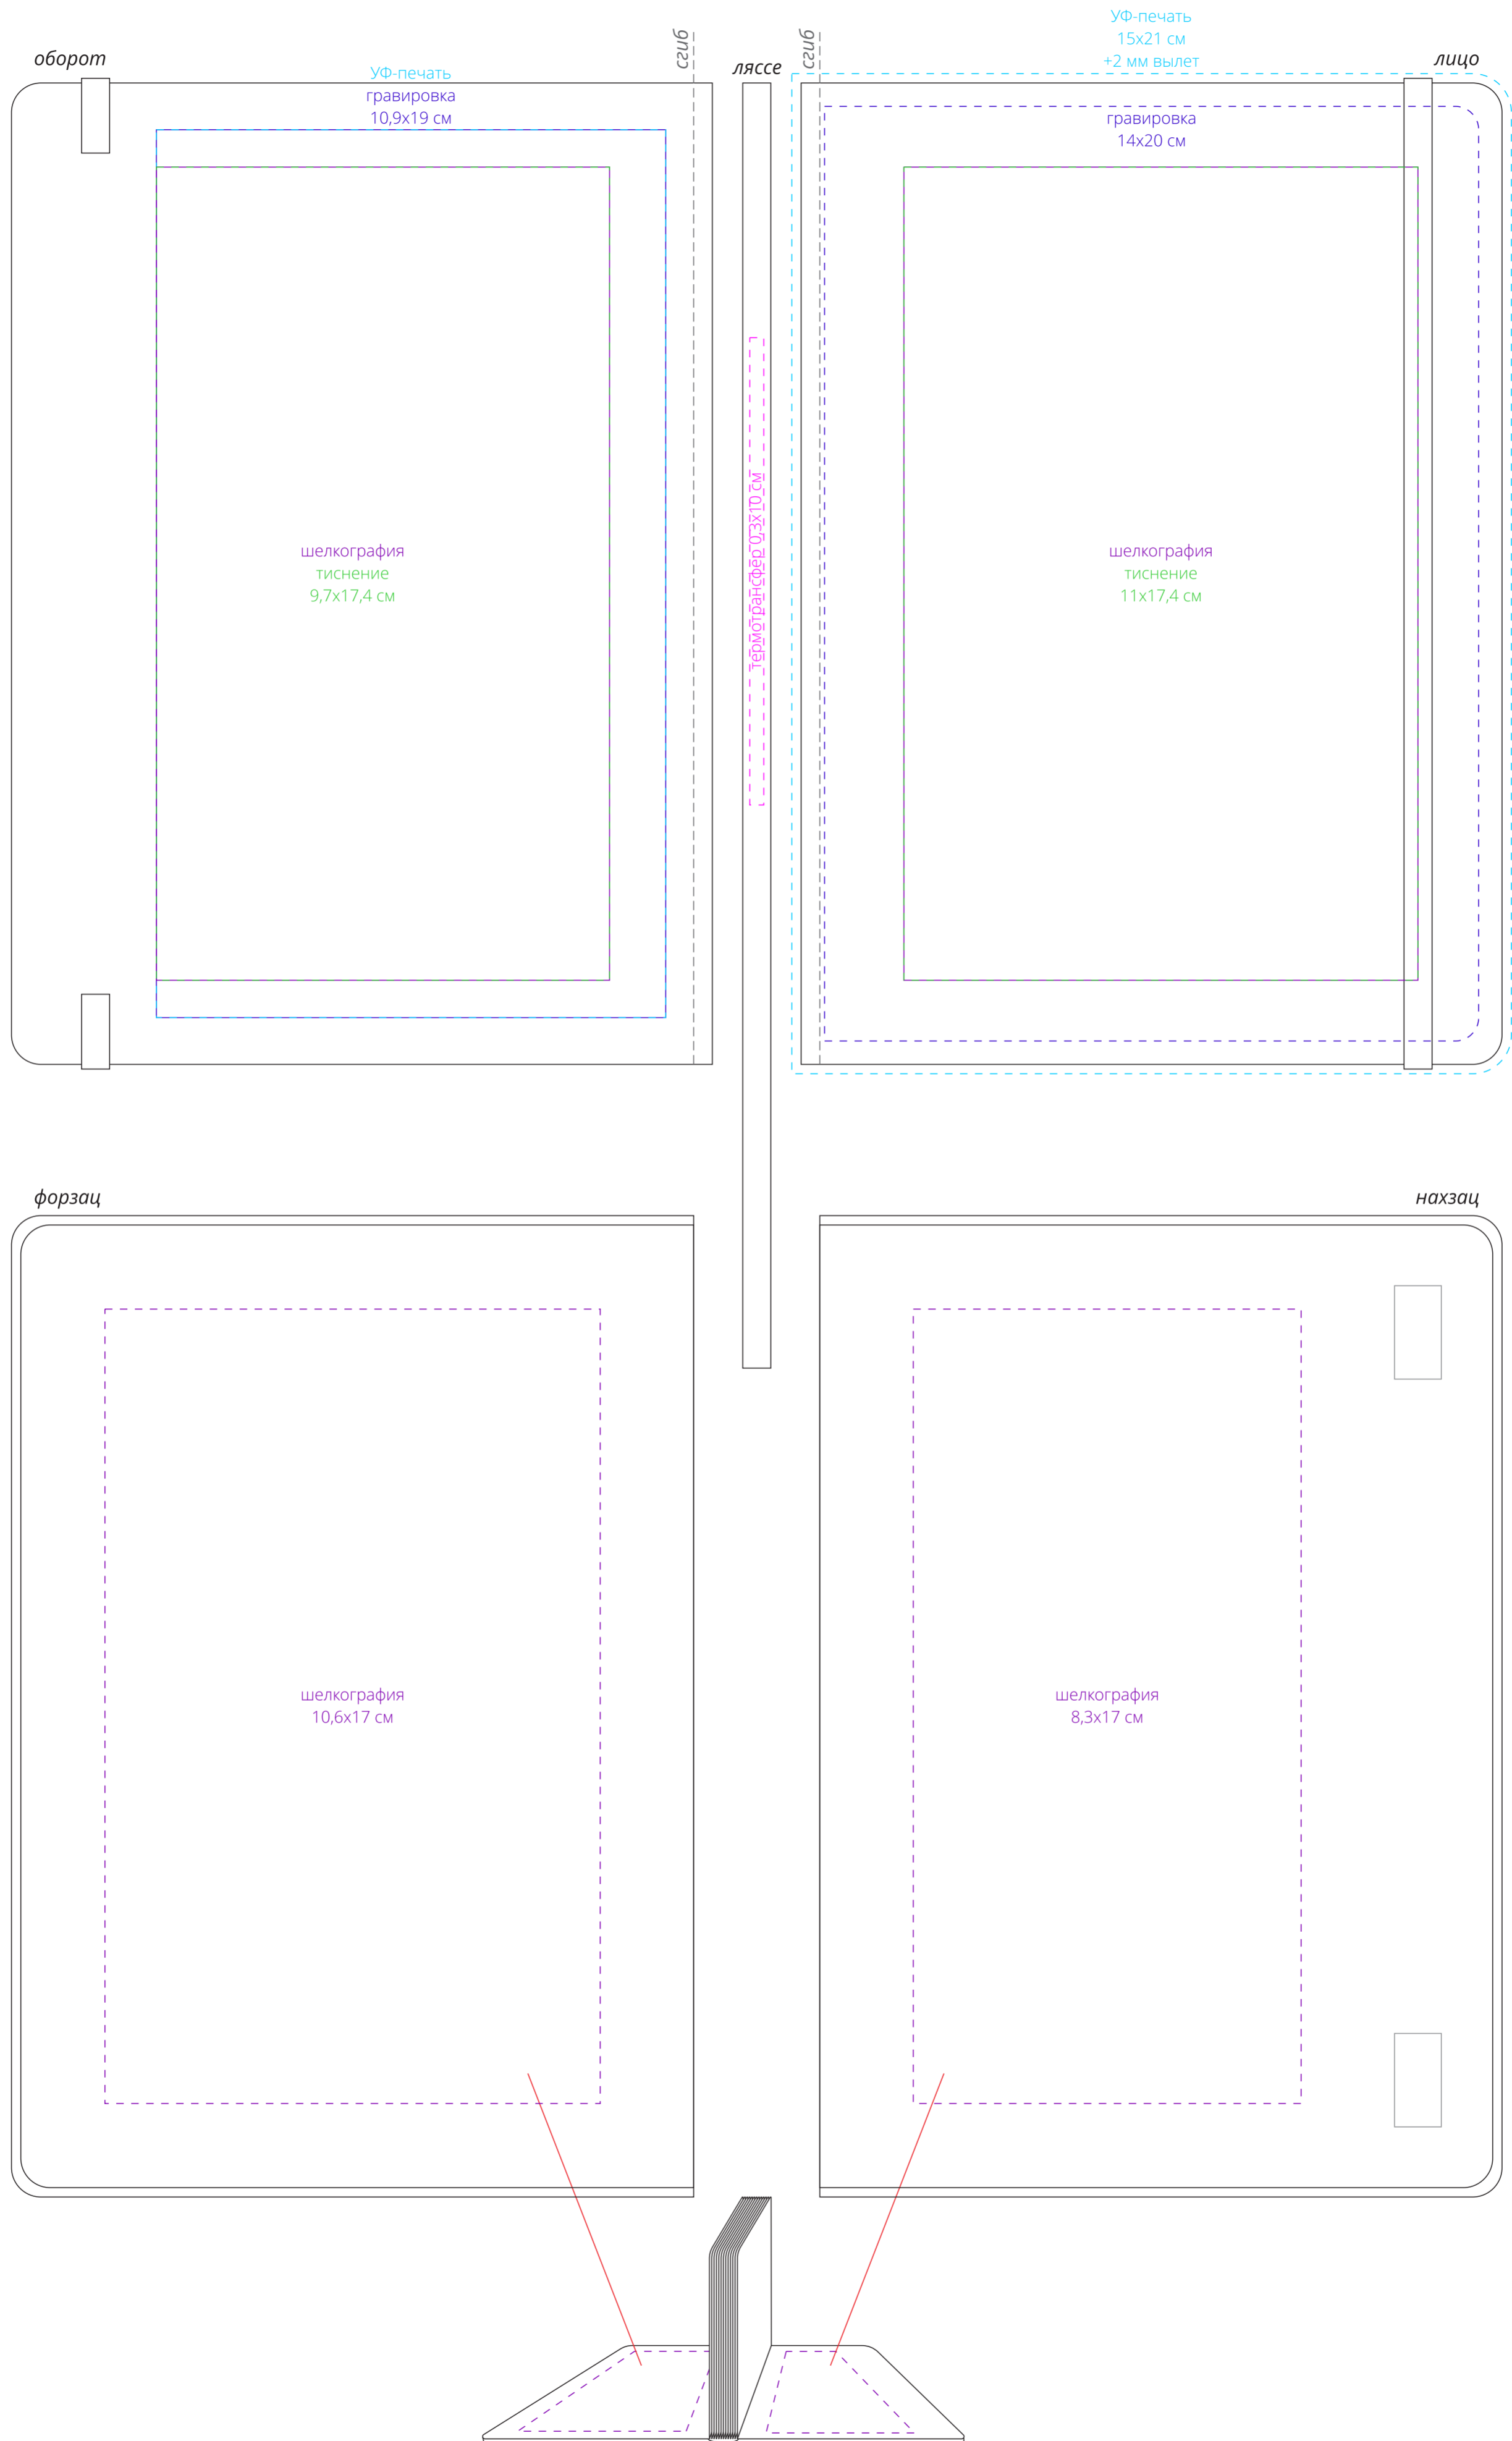 оборот
УФ-печать
гравировка
10,9х19 см
сгиб
ляссе
сгиб
УФ-печать
15х21 см
+2 мм вылет
лицо
гравировка
14х20 см
шелкография
тиснение
9,7х17,4 см
термотрансфер 0,3х10 см
шелкография
тиснение
11х17,4 см
форзац
нахзац
шелкография
10,6х17 см
шелкография
8,3х17 см